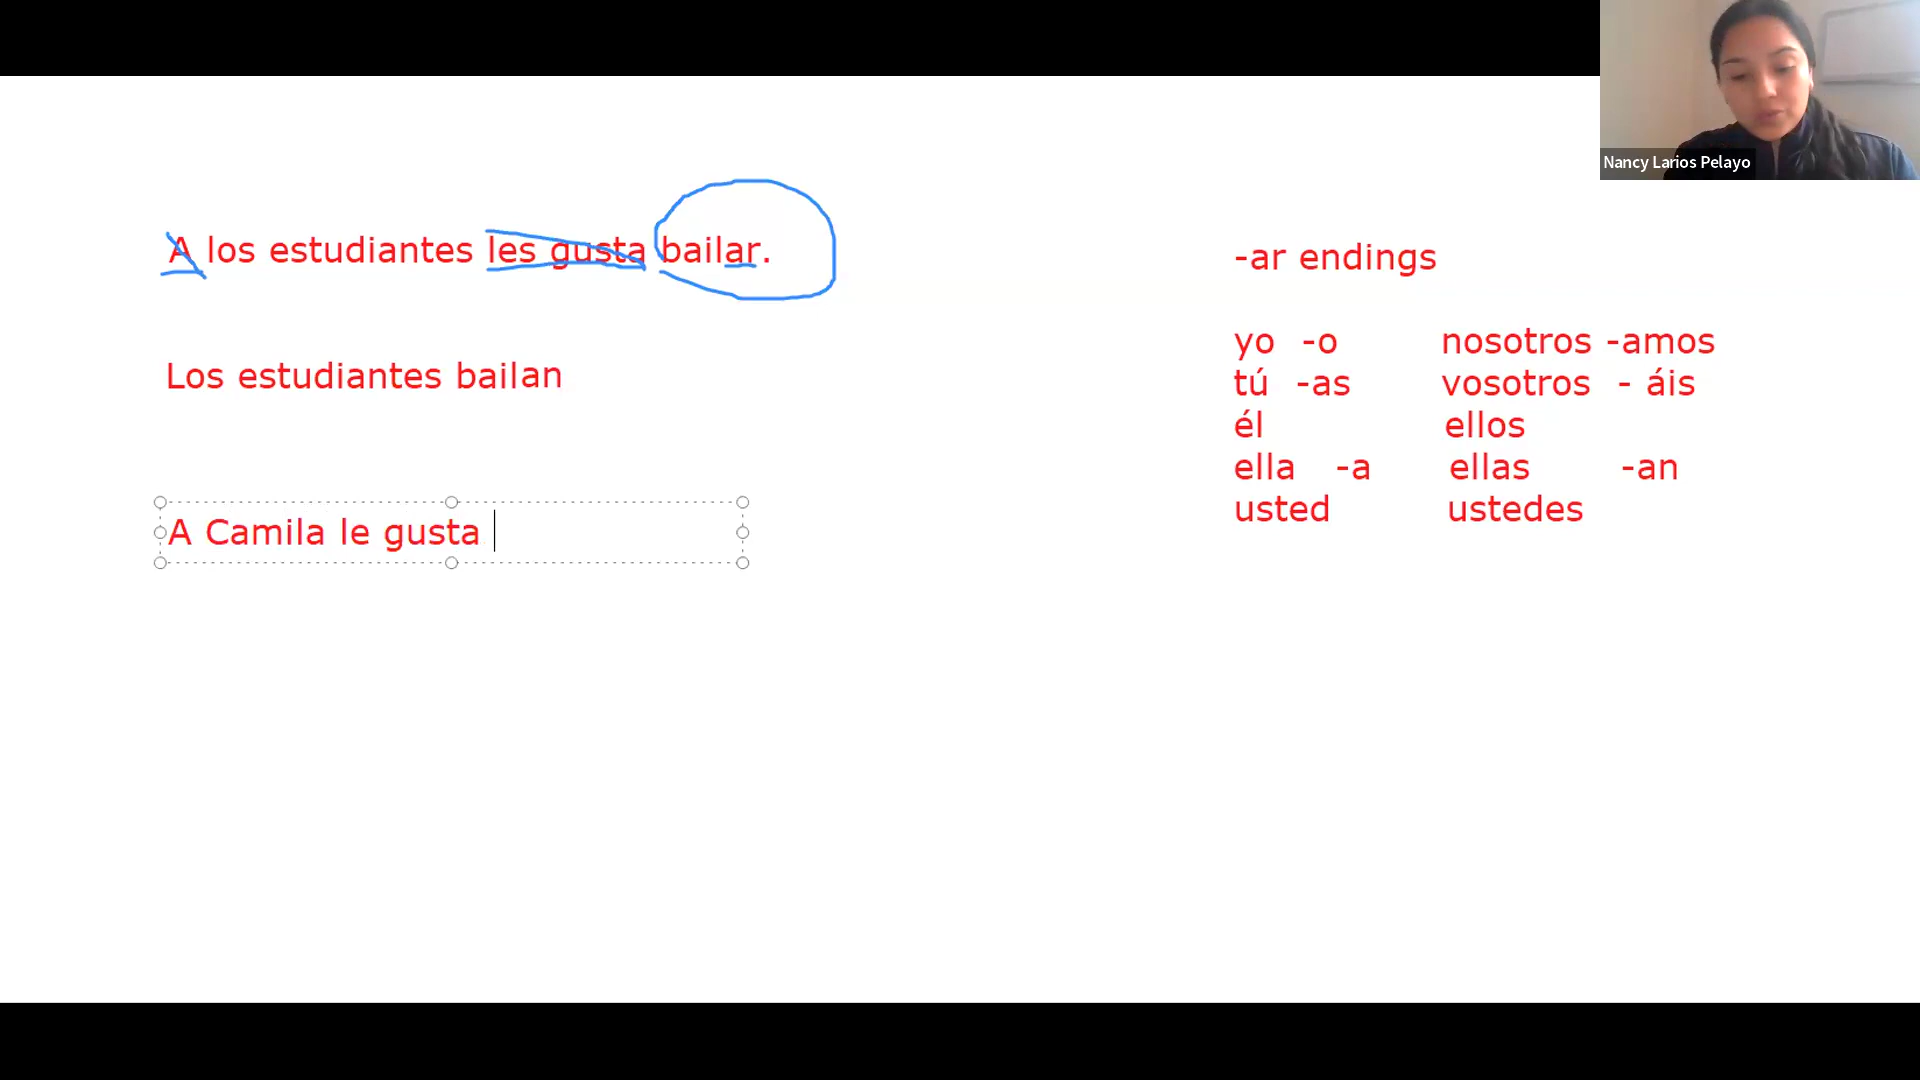 Nancy Larios Pelayo
A los estudiantes les gusta bailar.
Los estudiantes bailan
A Camila le gusta
-ar endings
yo -o nosotros -amos
tú -as vosotros - áis
él ellos
ella -a ellas -an
usted ustedes